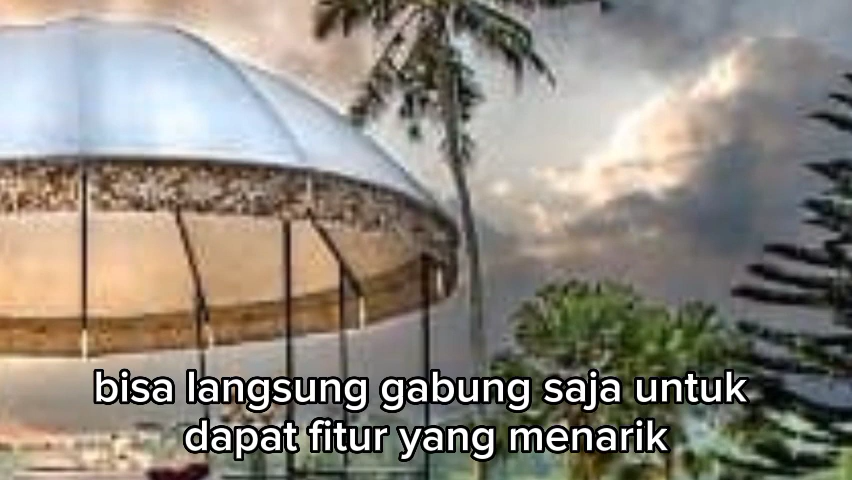 bisa langsung gabung saja untuk
dapat fitur yang menarik